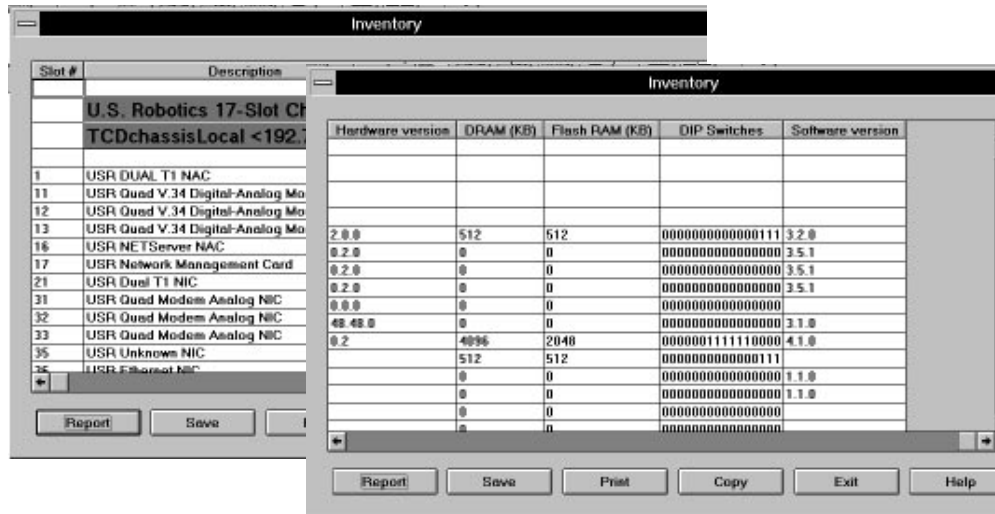 Inventory
Slot # Description
U.S. Robotics 17-Slot Ch
TCDchassisLocal <192.7
1 USR DUAL T1 NAC
11 USR Quad V.34 Digital-Analog Mo
12 USR Quad V.34 Digital-Analog Mo
13 USR Quad V.34 Digital-Analog Mo
16 USR NETServer NAC
17 USR Network Management Card
21 USR Dual T1 NIC
31 USR Quad Modem Analog NIC
32 USR Quad Modem Analog NIC
33 USR Quad Modem Analog NIC
35 USR Unknown NIC
36 USR Ethernet NIC
Report Save
Inventory
Hardware version DRAM (KB) Flash RAM (KB) DIP Switches Software version
2.0.0 512 512 0000000000000111 3.2.0
0.2.0 0 0 0000000000000000 3.5.1
0.2.0 0 0 0000000000000000 3.5.1
0.2.0 0 0 0000000000000000 3.5.1
0.0.0 0 0 0000000000000000
48.48.0 0 0 0000000000000000 3.1.0
0.2 4096 2048 0000001111110000 4.1.0
512 512 0000000000000111
0 0 0000000000000000 1.1.0
0 0 0000000000000000 1.1.0
0 0 0000000000000000
0 0 0000000000000000
Report Save Print Copy Exit Help